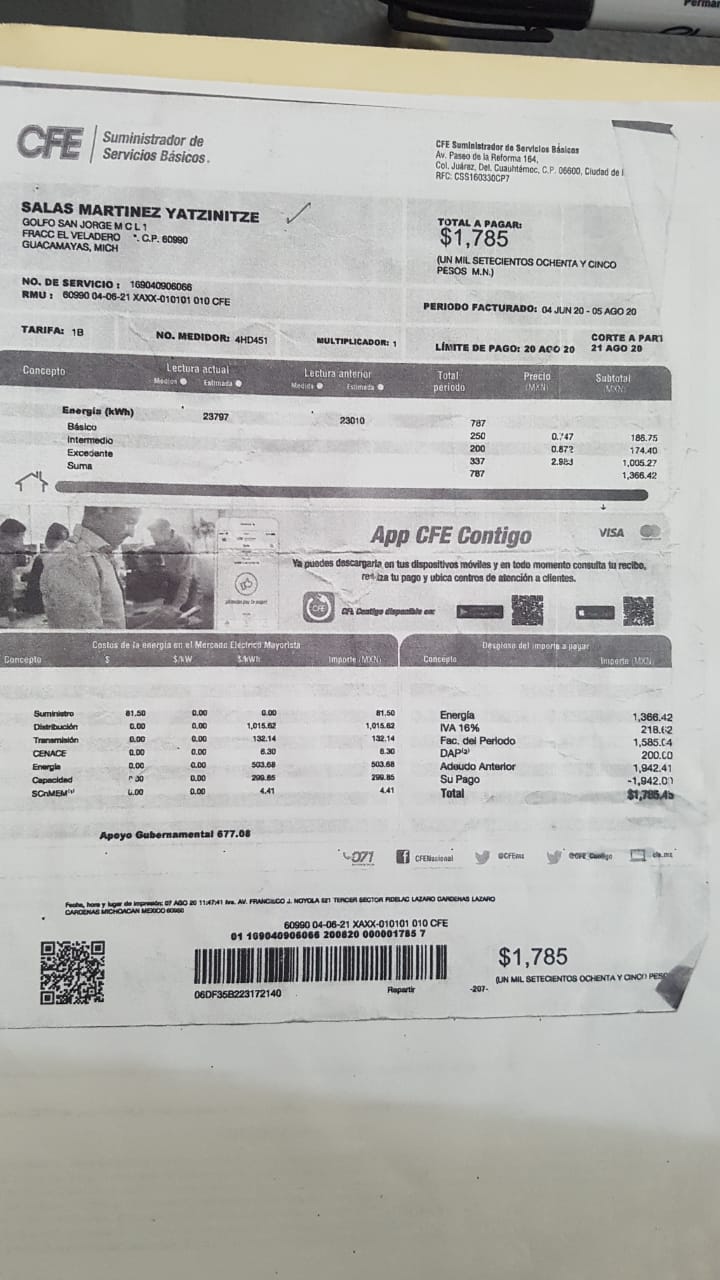 Permar
CFE
Suministrador de
Servicios Básicos.
CFE Suministrador de Servicios Básicos
Av. Paseo de la Reforma 164,
Col. Juárez, Del. Cuauhtémoc, C.P. 06600, Ciudad de
RFC: CSS160330CP7
SALAS MARTINEZ YATZINITZE
GOLFO SAN JORGE M C L 1
FRACC EL VELADERO C.P. 60990
GUACAMAYAS, MICH
TOTAL A PAGAR:
$1,785
(UN MIL SETECIENTOS OCHENTA Y CINCO
PESOS M.N.)
NO. DE SERVICIO : 169040906066
RMU : 60990 04-06-21 XAXX-010101 010 CFE
PERIODO FACTURADO: 04 JUN 20 - 05 AGO 20
TARIFA: 1B NO. MEDIDOR: 4HD451 MULTIPLICADOR: 1
LÍMITE DE PAGO: 20 AGO 20
CORTE A PART
21 AGO 20
Concepto Lectura actual Lectura anterior Total periodo Precio (MXN) Subtotal (MXN)
Medida Estimada Medida Estimada
Energía (kWh) 23797 23010 787
Básico 250 0.747 186.75
Intermedio 200 0.872 174.40
Excedente 337 2.983 1,005.27
Suma 787 1,366.42
App CFE Contigo
VISA
Ya puedes descargarla en tus dispositivos móviles y en todo momento consulta tu recibo,
realiza tu pago y ubica centros de atención a clientes.
CFE
CFE Contigo disponible en:
Costos de la energía en el Mercado Eléctrico Mayorista
Concepto $ $/kW $/kWh Importe (MXN)
Suministro 81.50 0.00 0.00 81.50
Distribución 0.00 0.00 1,015.62 1,015.62
Transmisión 0.00 0.00 132.14 132.14
CENACE 0.00 0.00 6.30 6.30
Energía 0.00 0.00 503.68 503.68
Capacidad 0.00 0.00 299.85 299.85
SCnMEM 0.00 0.00 4.41 4.41
Desglose del importe a pagar
Concepto Importe (MXN)
Energía 1,366.42
IVA 16% 218.62
Fac. del Periodo 1,585.04
DAP 200.00
Adeudo Anterior 1,942.41
Su Pago -1,942.00
Total $1,785.45
Apoyo Gubernamental 677.08
071 CFENacional @CFEmx @CFE_Contigo cfe.mx
Fecha, hora y lugar de impresión: 07 AGO 20 11:47:41 hrs. AV. FRANCISCO J. NOYOLA 621 TERCER SECTOR FIDELAC LAZARO CARDENAS LAZARO
CARDENAS MICHOACAN MEXICO 60950
60990 04-06-21 XAXX-010101 010 CFE
01 169040906066 200820 000001785 7
06DF35B223172140
Repartir
$1,785
-207-
(UN MIL SETECIENTOS OCHENTA Y CINCO PESO